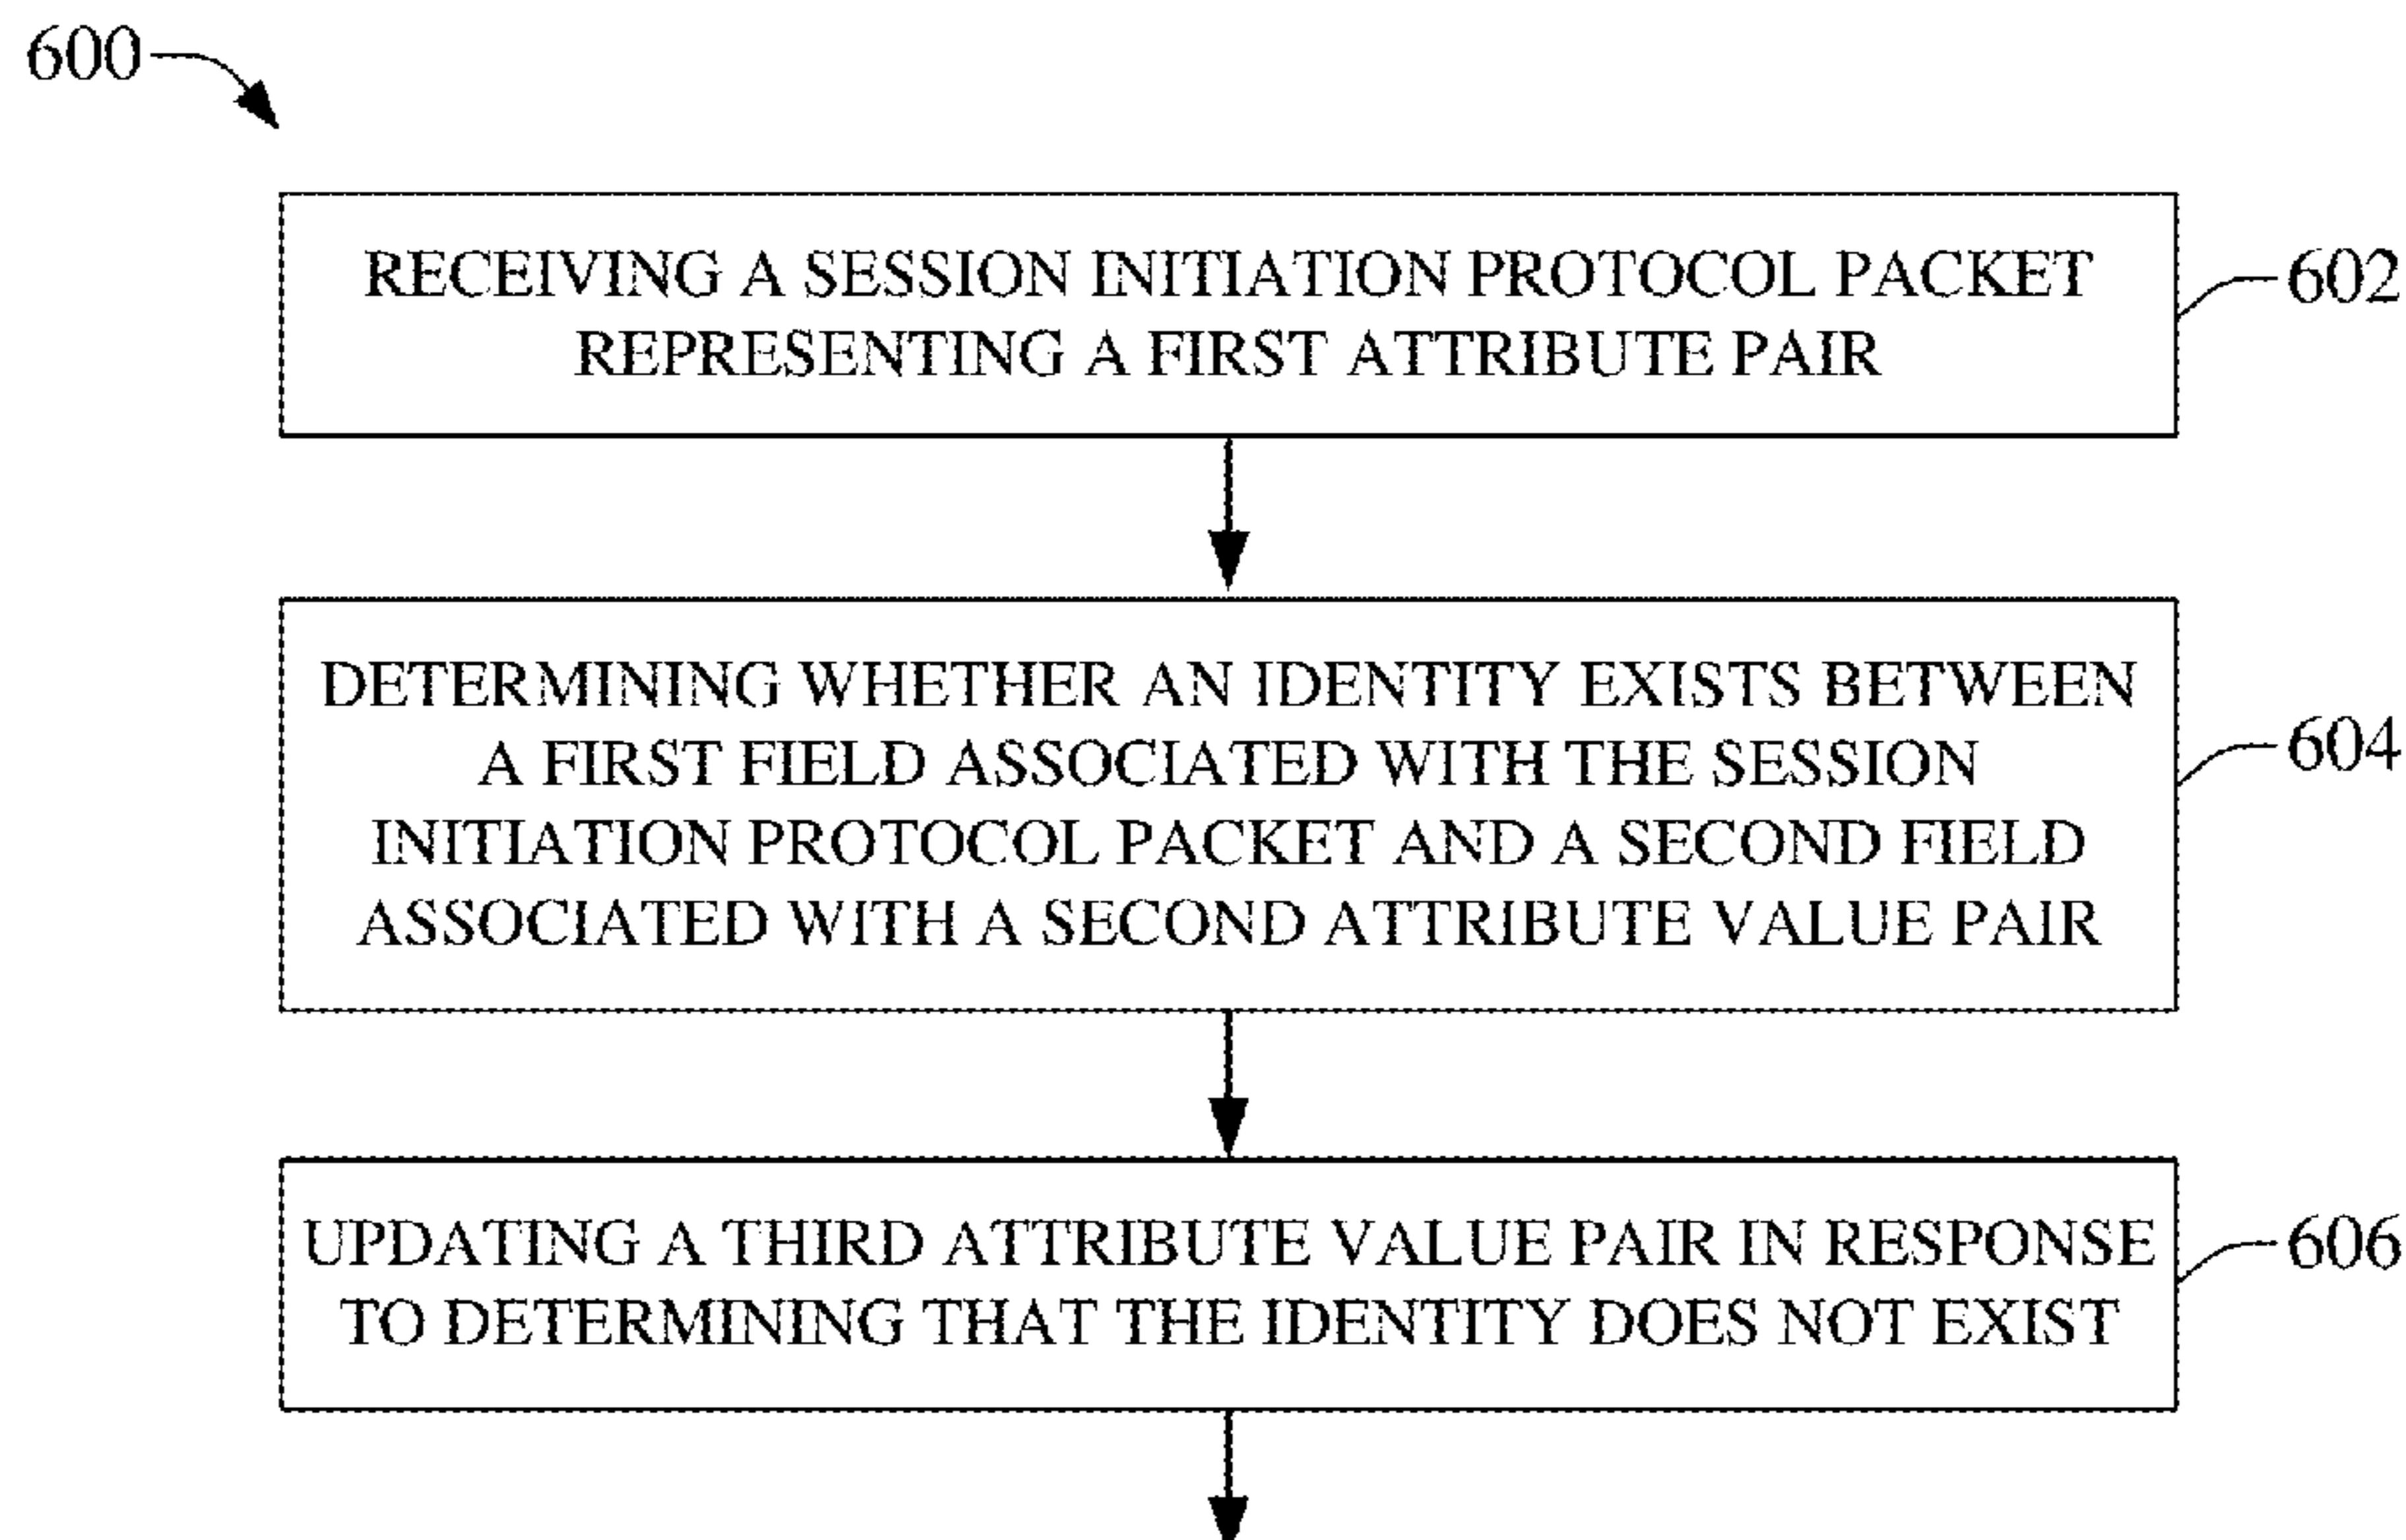 600
RECEIVING A SESSION INITIATION PROTOCOL PACKET
REPRESENTING A FIRST ATTRIBUTE PAIR
602
DETERMINING WHETHER AN IDENTITY EXISTS BETWEEN
A FIRST FIELD ASSOCIATED WITH THE SESSION
INITIATION PROTOCOL PACKET AND A SECOND FIELD
ASSOCIATED WITH A SECOND ATTRIBUTE VALUE PAIR
604
UPDATING A THIRD ATTRIBUTE VALUE PAIR IN RESPONSE
TO DETERMINING THAT THE IDENTITY DOES NOT EXIST
606